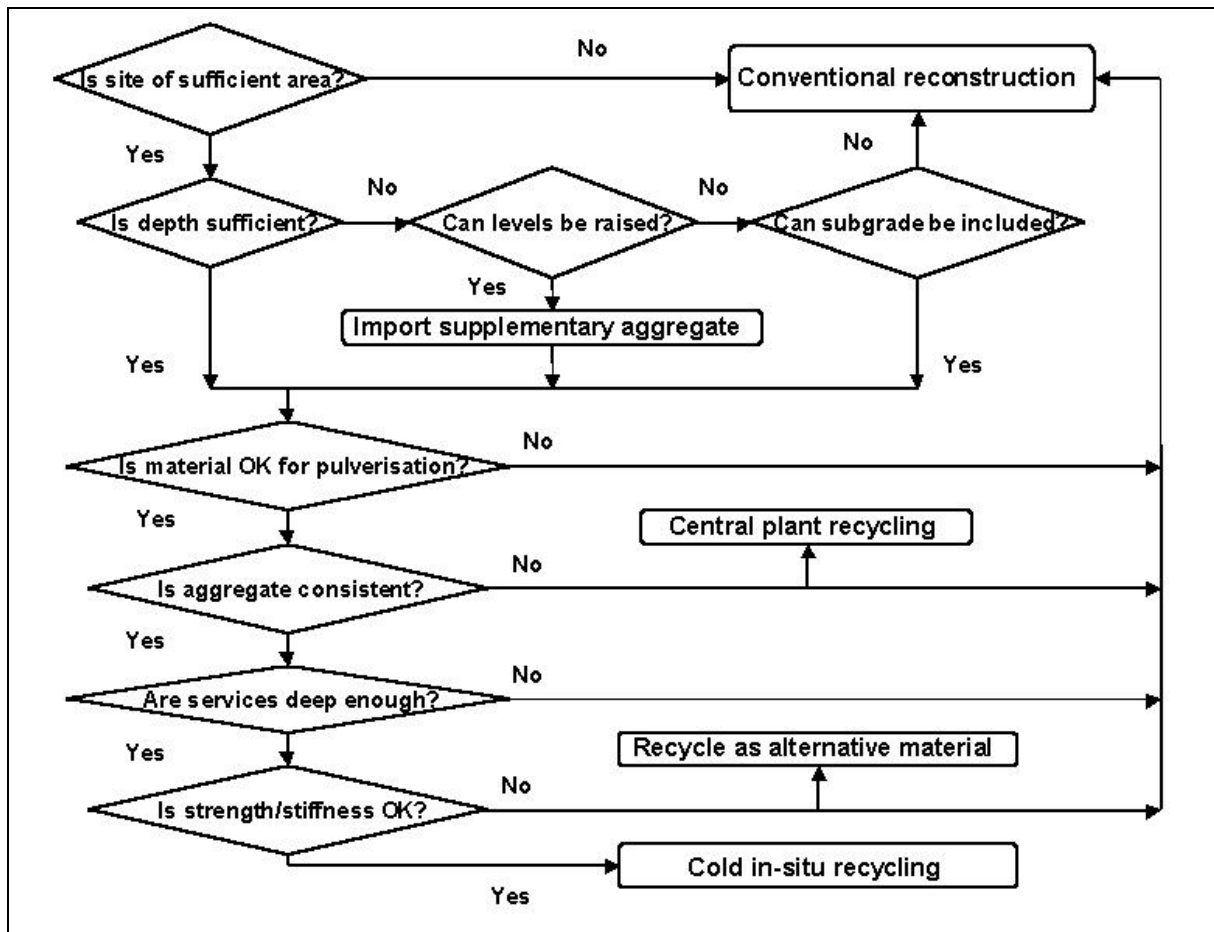 No
Is site of sufficient area?
Conventional reconstruction
Yes
No
No
No
Is depth sufficient?
Can levels be raised?
Can subgrade be included?
Yes
Import supplementary aggregate
Yes
Yes
No
Is material OK for pulverisation?
Yes
Central plant recycling
No
Is aggregate consistent?
Yes
No
Are services deep enough?
Yes
Recycle as alternative material
No
Is strength/stiffness OK?
Cold in-situ recycling
Yes